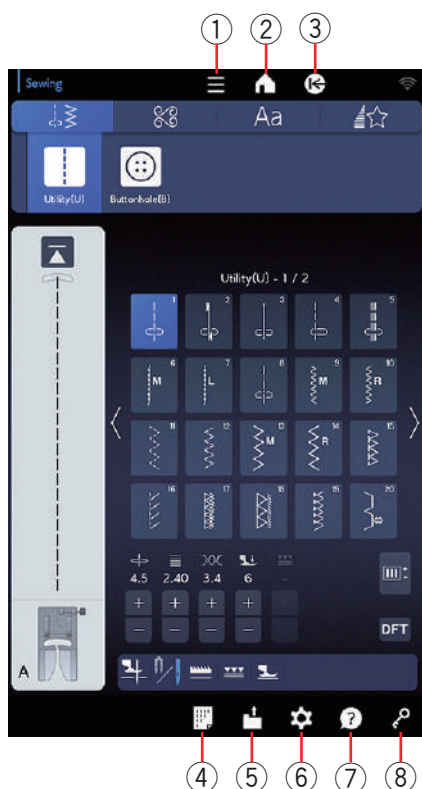 ① ② ③
Sewing
Aa
Utility(U) Buttonhole(B)
Utility(U) - 1 / 2
1 2 3 4 5
6 M 7 L 8 9 M 10 R
11 12 13 M 14 R 15
16 17 18 19 20
4.5 2.40 3.4 6 -
+ + +
− − −
DFT
A
?
④ ⑤ ⑥ ⑦ ⑧